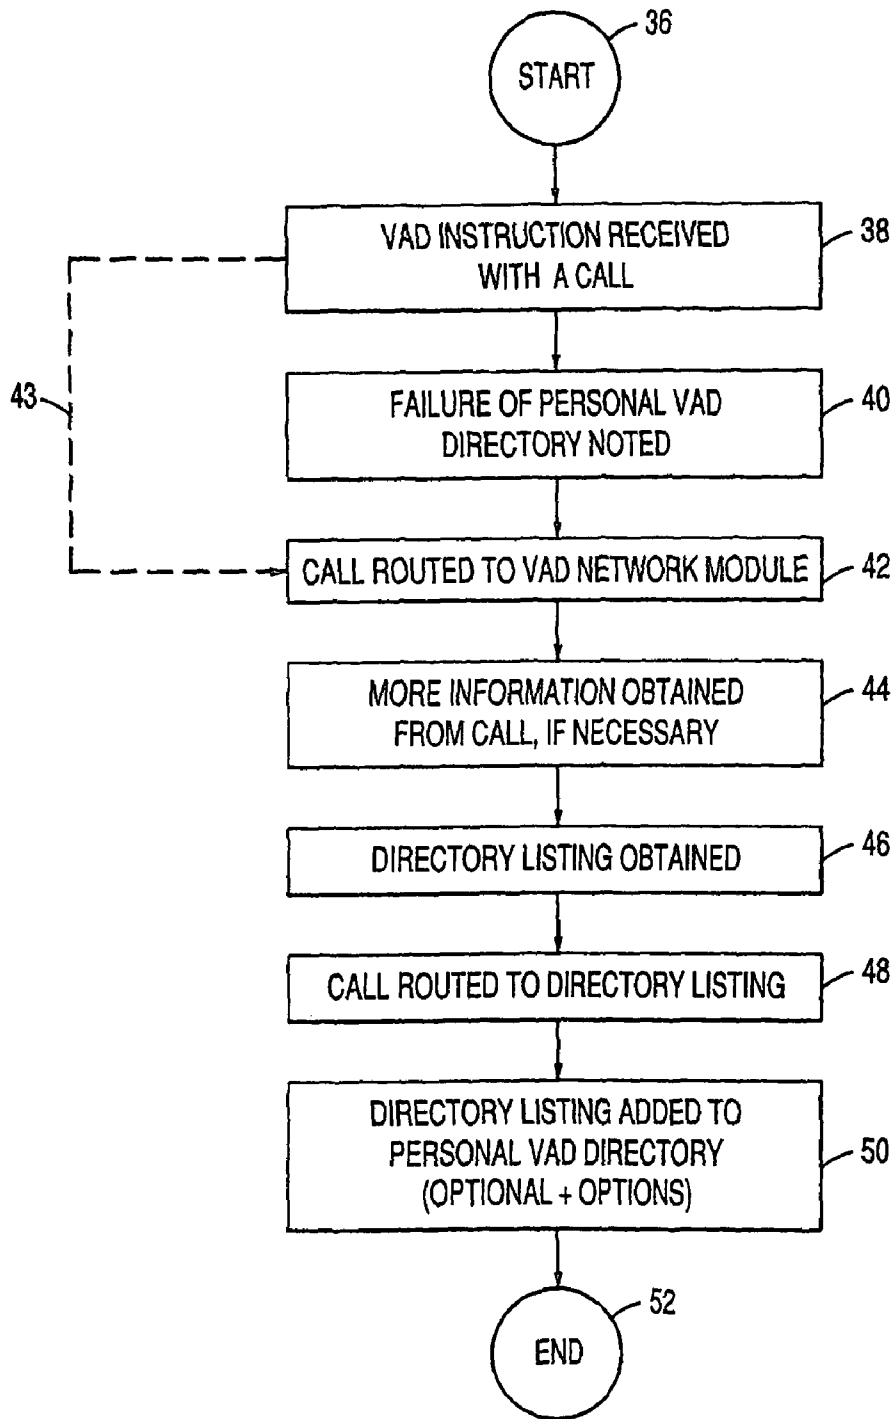 36
START
VAD INSTRUCTION RECEIVED
WITH A CALL
38
43
FAILURE OF PERSONAL VAD
DIRECTORY NOTED
40
CALL ROUTED TO VAD NETWORK MODULE
42
MORE INFORMATION OBTAINED
FROM CALL, IF NECESSARY
44
DIRECTORY LISTING OBTAINED
46
CALL ROUTED TO DIRECTORY LISTING
48
DIRECTORY LISTING ADDED TO
PERSONAL VAD DIRECTORY
(OPTIONAL + OPTIONS)
50
52
END